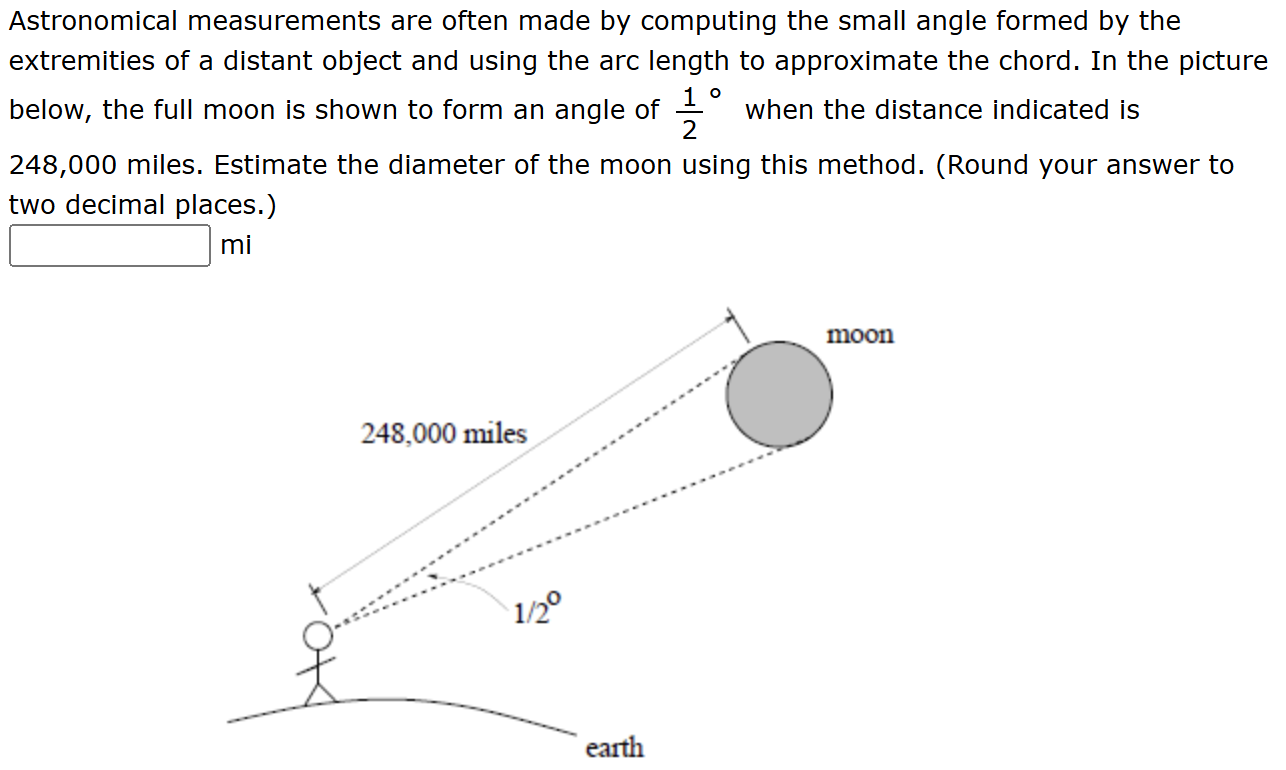 Astronomical measurements are often made by computing the small angle formed by the
extremities of a distant object and using the arc length to approximate the chord. In the picture
below, the full moon is shown to form an angle of 1/2° when the distance indicated is
248,000 miles. Estimate the diameter of the moon using this method. (Round your answer to
two decimal places.)
mi
moon
248,000 miles
1/2°
earth